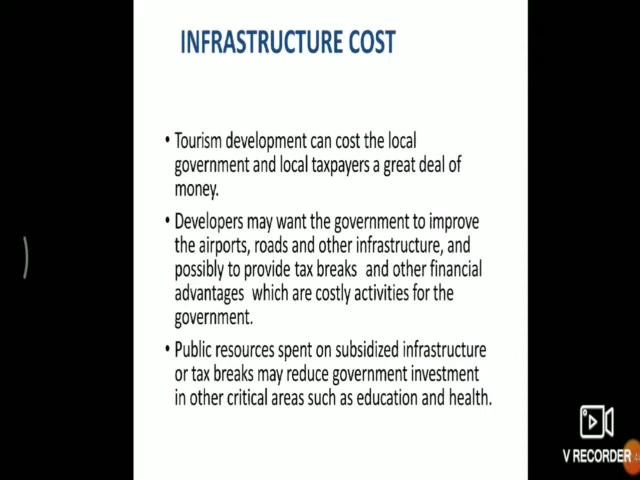 INFRASTRUCTURE COST
• Tourism development can cost the local
government and local taxpayers a great deal of
money.
• Developers may want the government to improve
the airports, roads and other infrastructure, and
possibly to provide tax breaks and other financial
advantages which are costly activities for the
government.
• Public resources spent on subsidized infrastructure
or tax breaks may reduce government investment
in other critical areas such as education and health.
V RECORDER